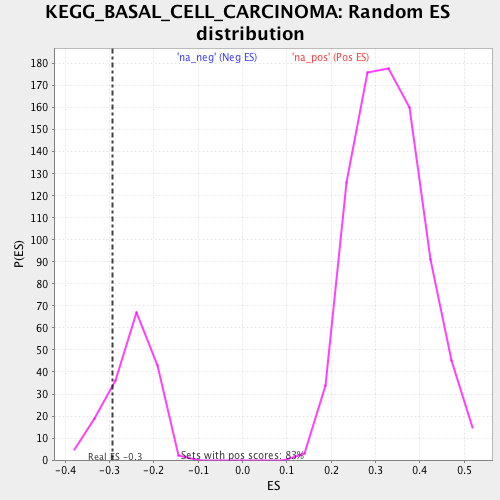 KEGG_BASAL_CELL_CARCINOMA: Random ES
distribution
'na_neg' (Neg ES) 'na_pos' (Pos ES)
180
170
160
150
140
130
120
110
100
90
80
70
60
50
40
30
20
10
0
P(ES)
Real ES -0.3 Sets with pos scores: 83%
-0.4 -0.3 -0.2 -0.1 0.0 0.1 0.2 0.3 0.4 0.5
ES